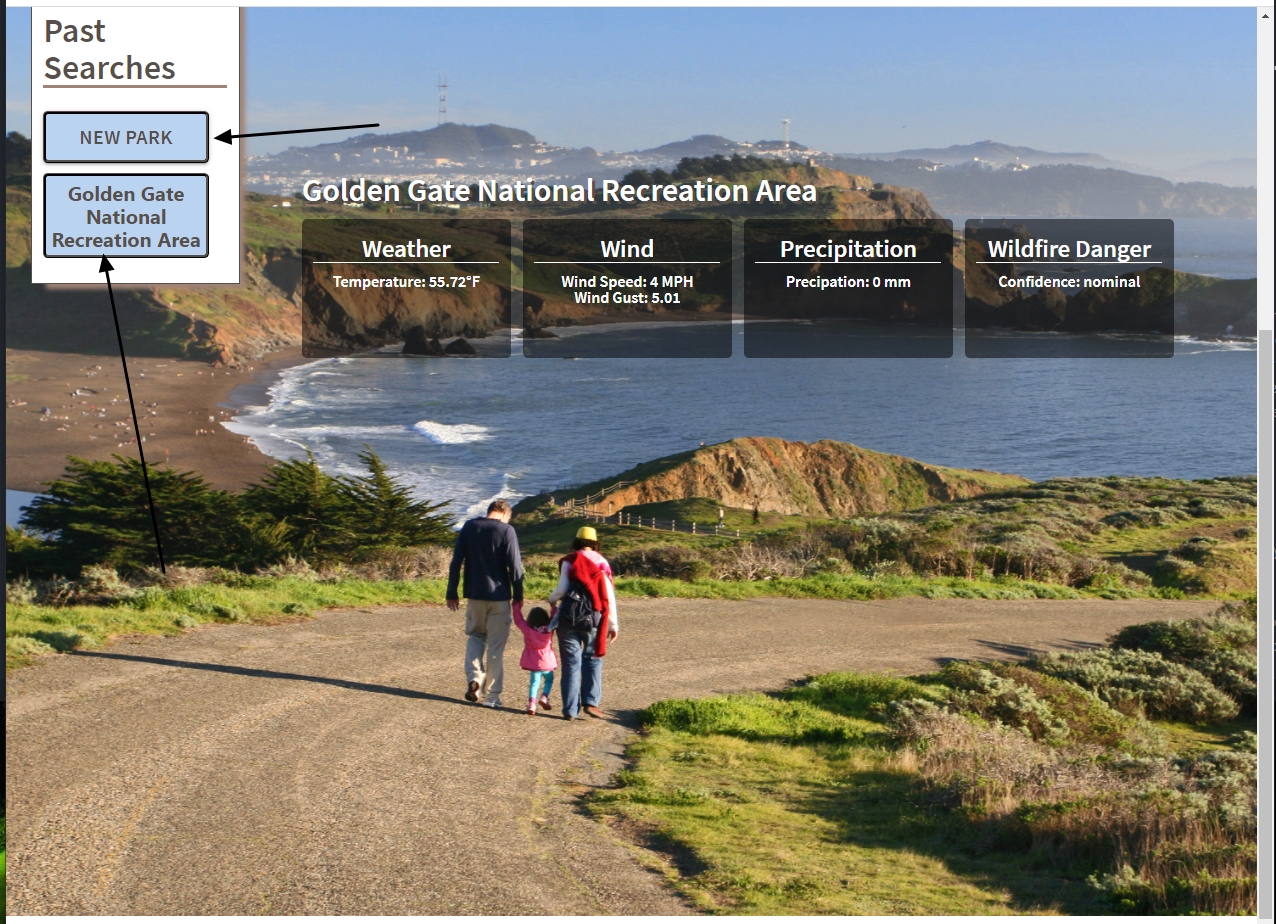 Past
Searches
NEW PARK
Golden Gate
National
Recreation Area
Golden Gate National Recreation Area
Weather
Temperature: 55.72°F
Wind
Wind Speed: 4 MPH
Wind Gust: 5.01
Precipitation
Precipation: 0 mm
Wildfire Danger
Confidence: nominal